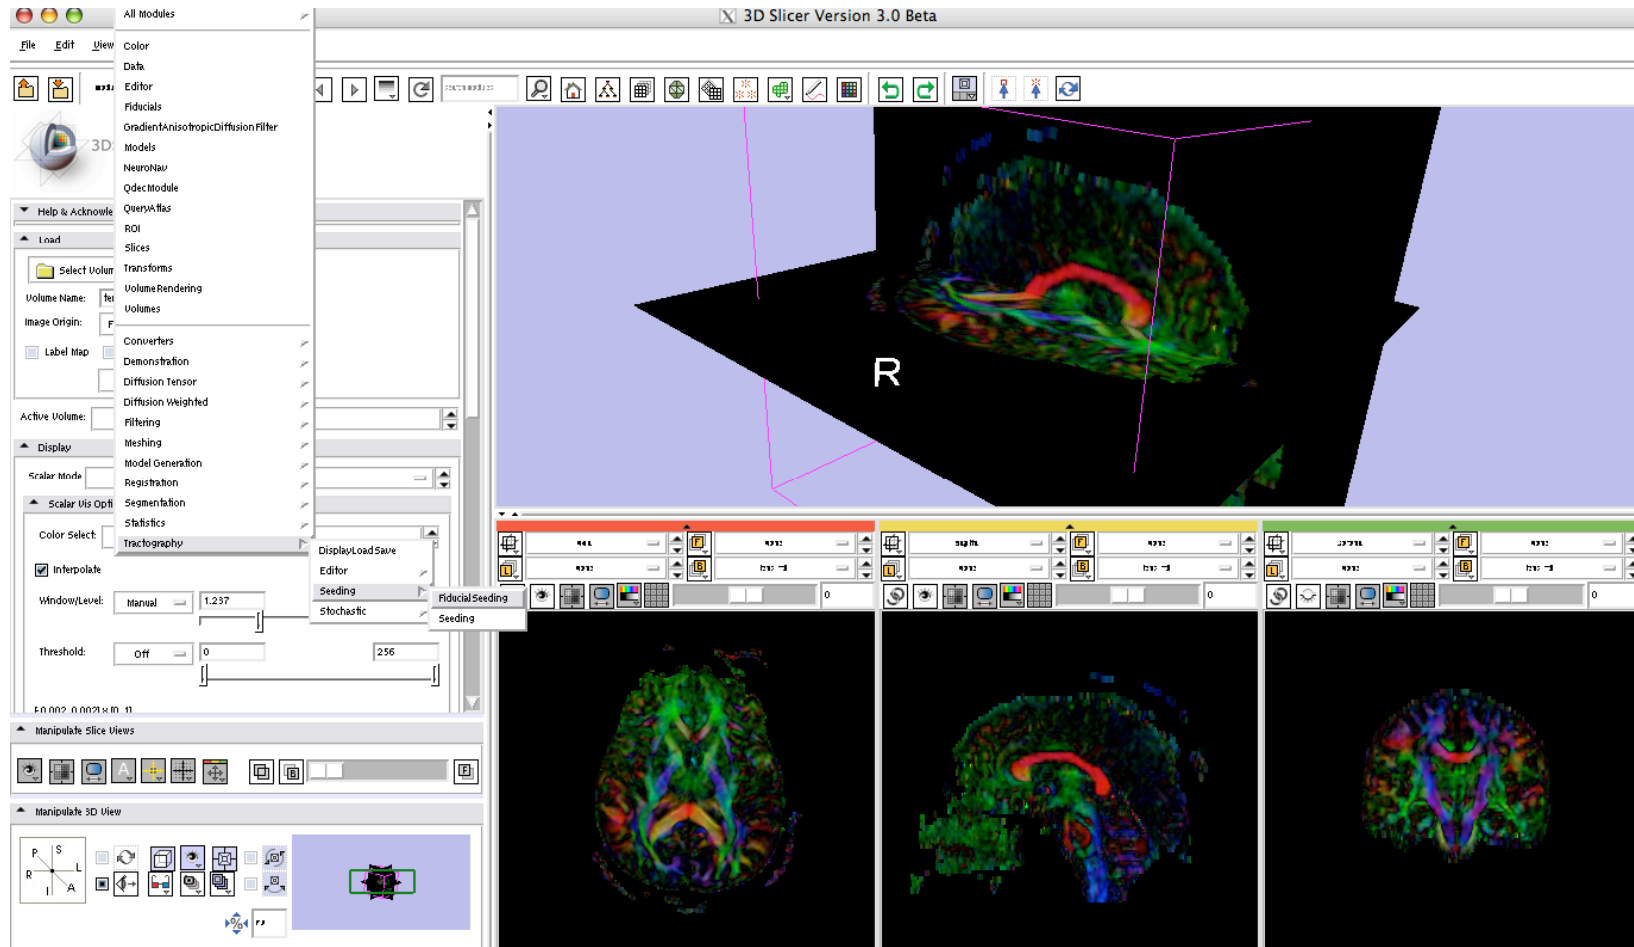 3D Slicer Version 3.0 Beta
File Edit View
All Modules
Color
Data
Editor
Fiducials
GradientAnisotropicDiffusionFilter
Models
NeuroNav
QdecModule
QueryAtlas
ROI
Slices
Transforms
VolumeRendering
Volumes
Converters
Demonstration
Diffusion Tensor
Diffusion Weighted
Filtering
Meshing
Model Generation
Registration
Segmentation
Statistics
Tractography
DisplayLoadSave
Editor
Seeding
Stochastic
FiducialSeeding
Seeding
3D
Help & Acknowle
Load
Select Volum
Volume Name:
Image Origin: F
Label Map
Active Volume:
Display
Scalar Mode
Scalar Vis Opti
Color Select:
Interpolate
Window/Level: Manual 1.237
Threshold: Off 0 256
Manipulate Slice Views
Manipulate 3D View
P S
R L
I A
R
F F F
L B L B L B
0 0 0
A B F
%